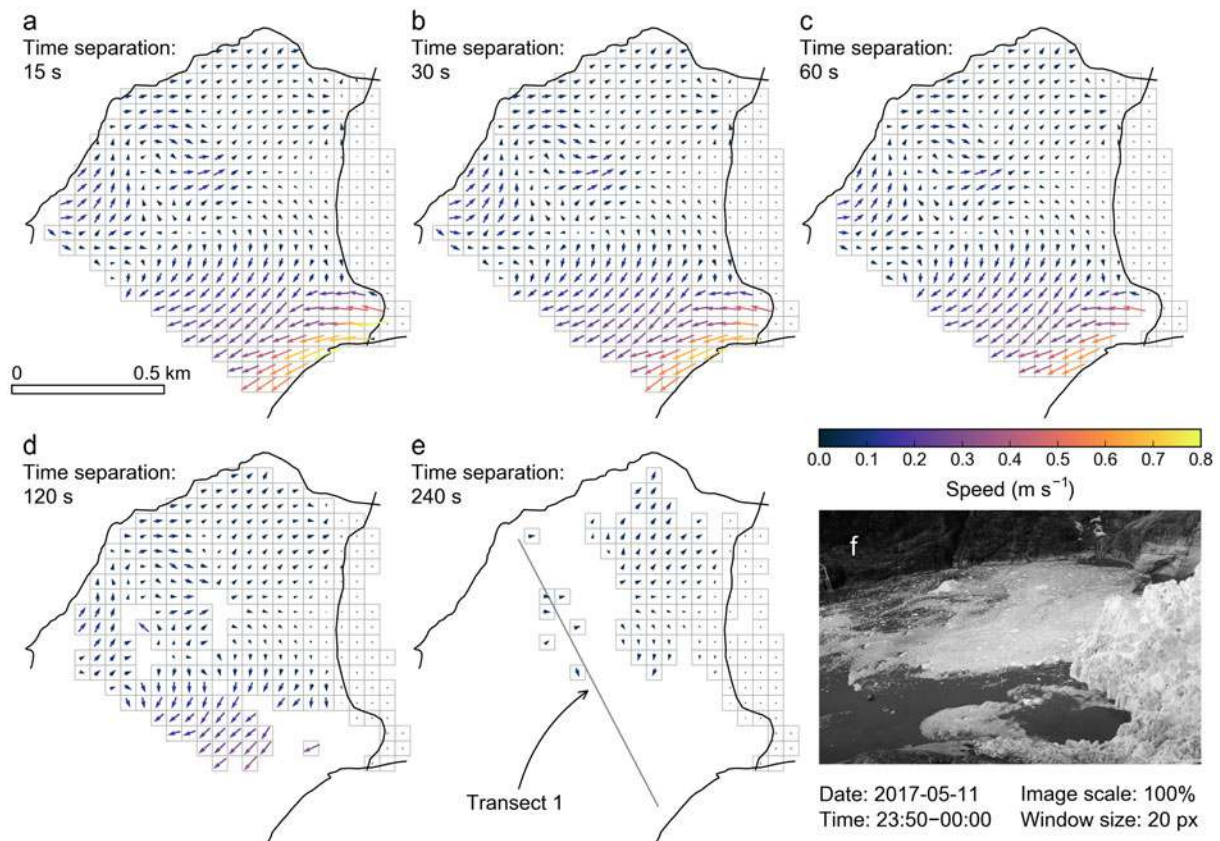 a
Time separation:
15 s
b
Time separation:
30 s
c
Time separation:
60 s
0 0.5 km
d
Time separation:
120 s
e
Time separation:
240 s
Transect 1
0.0 0.1 0.2 0.3 0.4 0.5 0.6 0.7 0.8
Speed (m s⁻¹)
f
Date: 2017-05-11 Image scale: 100%
Time: 23:50−00:00 Window size: 20 px